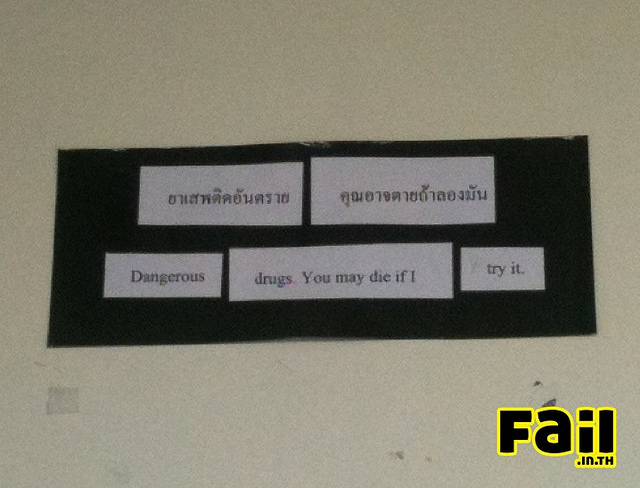 ยาเสพติดอันตราย คุณอาจตายถ้าลองมัน
Dangerous drugs. You may die if I try it.
Fail
.IN.TH